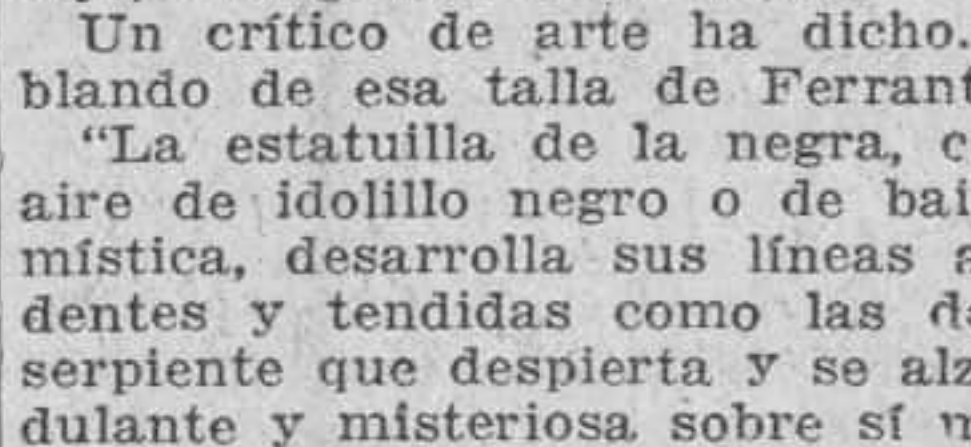 Un crítico de arte ha dicho.
blando de esa talla de Ferrant
"La estatuilla de la negra, c
aire de idolillo negro o de bai
mística, desarrolla sus líneas a
dentes y tendidas como las d
serpiente que despierta y se alz
dulante y misteriosa sobre sí